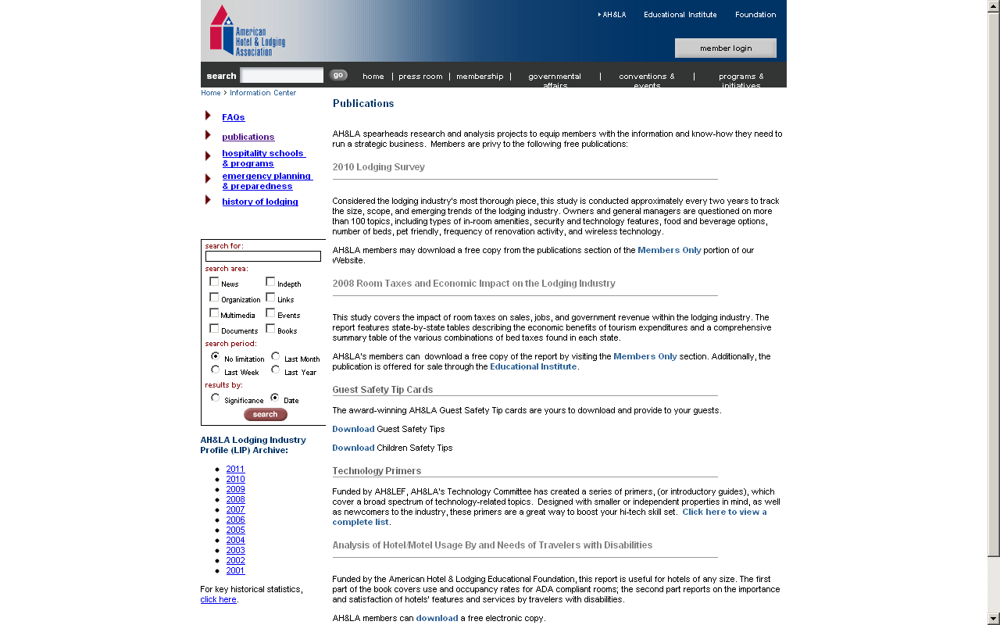 AH&LA
Educational Institute
Foundation
American
Hotel & Lodging
Association
member login
search
go
home | press room | membership | governmental affairs | conventions & events | programs & initiatives
Home > Information Center
FAQs
publications
hospitality schools
& programs
emergency planning
& preparedness
history of lodging
search for:
search area:
News Indepth
Organization Links
Multimedia Events
Documents Books
search period:
No limitation Last Month
Last Week Last Year
results by:
Significance Date
search
AH&LA Lodging Industry
Profile (LIP) Archive:
2011
2010
2009
2008
2007
2006
2005
2004
2003
2002
2001
For key historical statistics,
click here.
Publications
AH&LA spearheads research and analysis projects to equip members with the information and know-how they need to
run a strategic business. Members are privy to the following free publications:
2010 Lodging Survey
Considered the lodging industry's most thorough piece, this study is conducted approximately every two years to track
the size, scope, and emerging trends of the lodging industry. Owners and general managers are questioned on more
than 100 topics, including types of in-room amenities, security and technology features, food and beverage options,
number of beds, pet friendly, frequency of renovation activity, and wireless technology.
AH&LA members may download a free copy from the publications section of the Members Only portion of our
Website.
2008 Room Taxes and Economic Impact on the Lodging Industry
This study covers the impact of room taxes on sales, jobs, and government revenue within the lodging industry. The
report features state-by-state tables describing the economic benefits of tourism expenditures and a comprehensive
summary table of the various combinations of bed taxes found in each state.
AH&LA's members can download a free copy of the report by visiting the Members Only section. Additionally, the
publication is offered for sale through the Educational Institute.
Guest Safety Tip Cards
The award-winning AH&LA Guest Safety Tip cards are yours to download and provide to your guests.
Download Guest Safety Tips
Download Children Safety Tips
Technology Primers
Funded by AH&LEF, AH&LA's Technology Committee has created a series of primers, (or introductory guides), which
cover a broad spectrum of technology-related topics. Designed with smaller or independent properties in mind, as well
as newcomers to the industry, these primers are a great way to boost your hi-tech skill set. Click here to view a
complete list.
Analysis of Hotel/Motel Usage By and Needs of Travelers with Disabilities
Funded by the American Hotel & Lodging Educational Foundation, this report is useful for hotels of any size. The first
part of the book covers use and occupancy rates for ADA compliant rooms; the second part reports on the importance
and satisfaction of hotels' features and services by travelers with disabilities.
AH&LA members can download a free electronic copy.